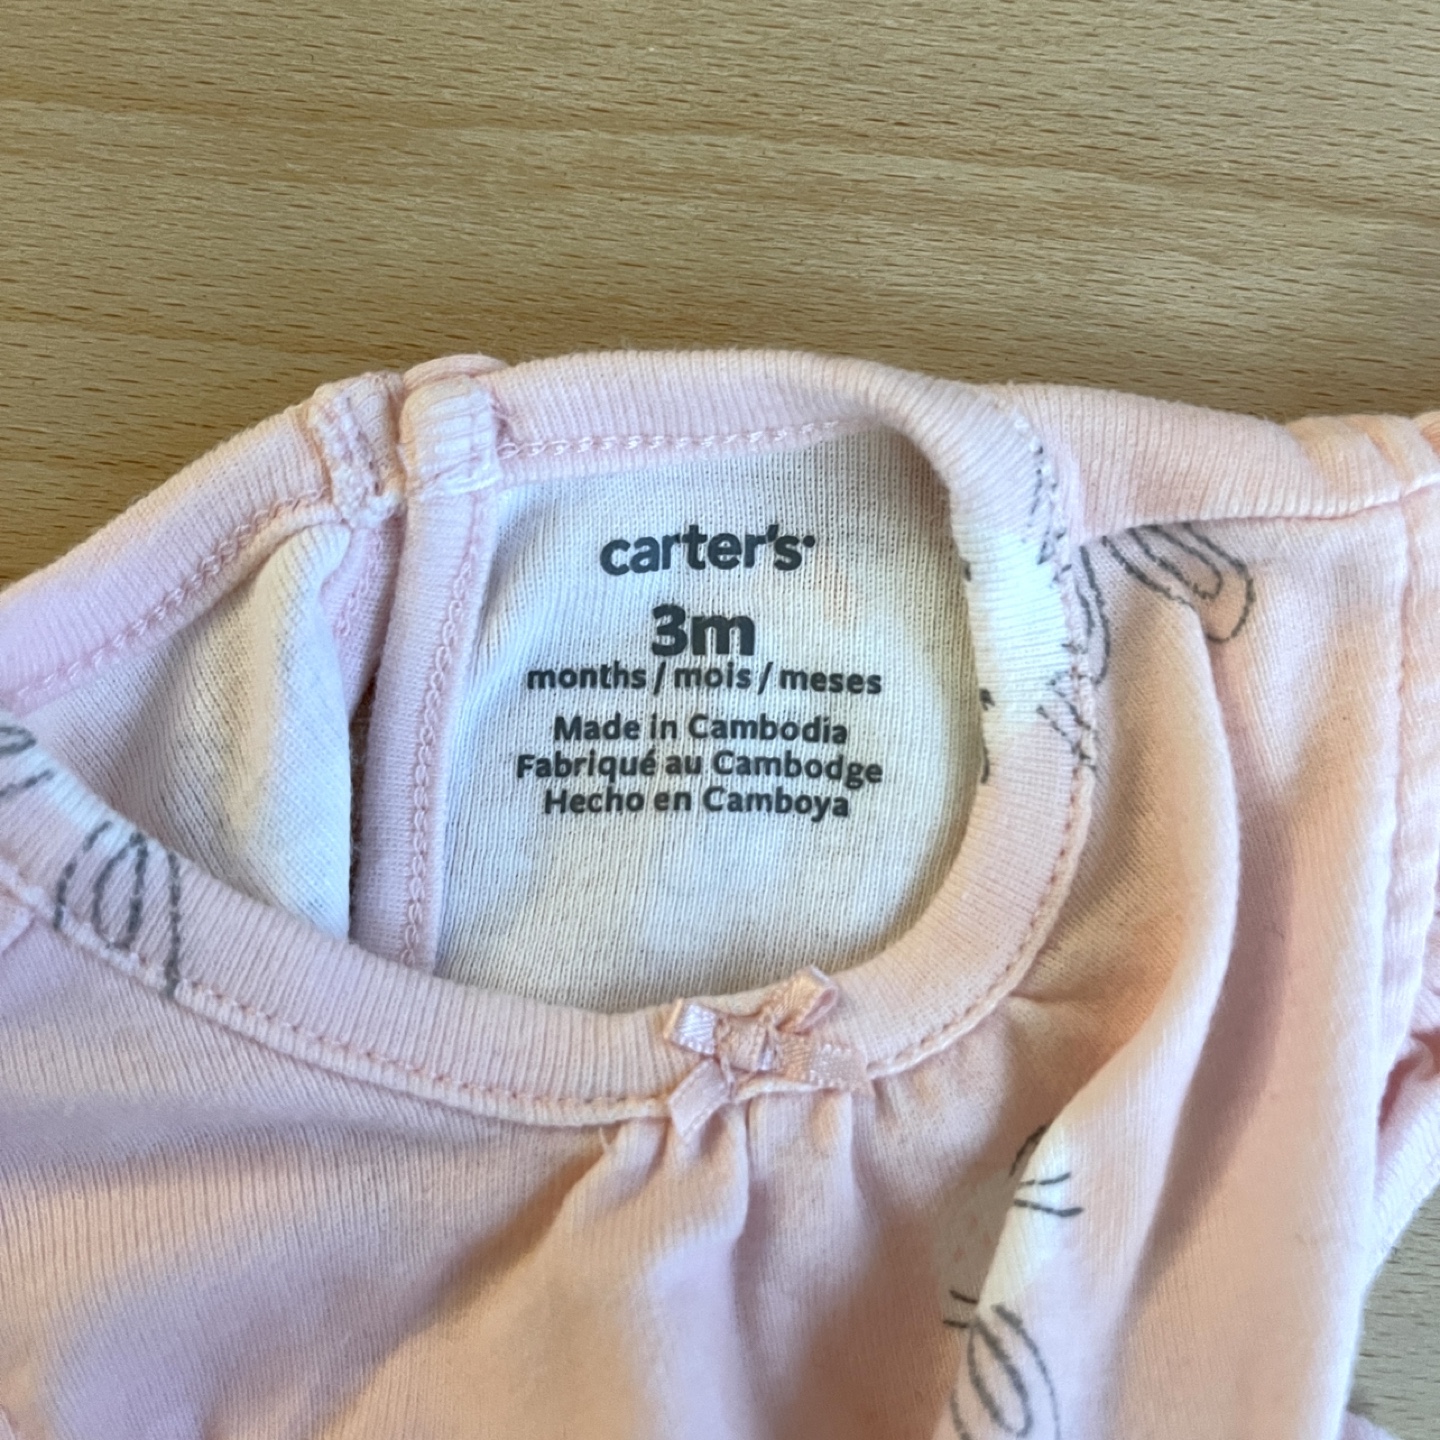 carter's
3m
months / mois / meses
Made in Cambodia
Fabriqué au Cambodge
Hecho en Camboya